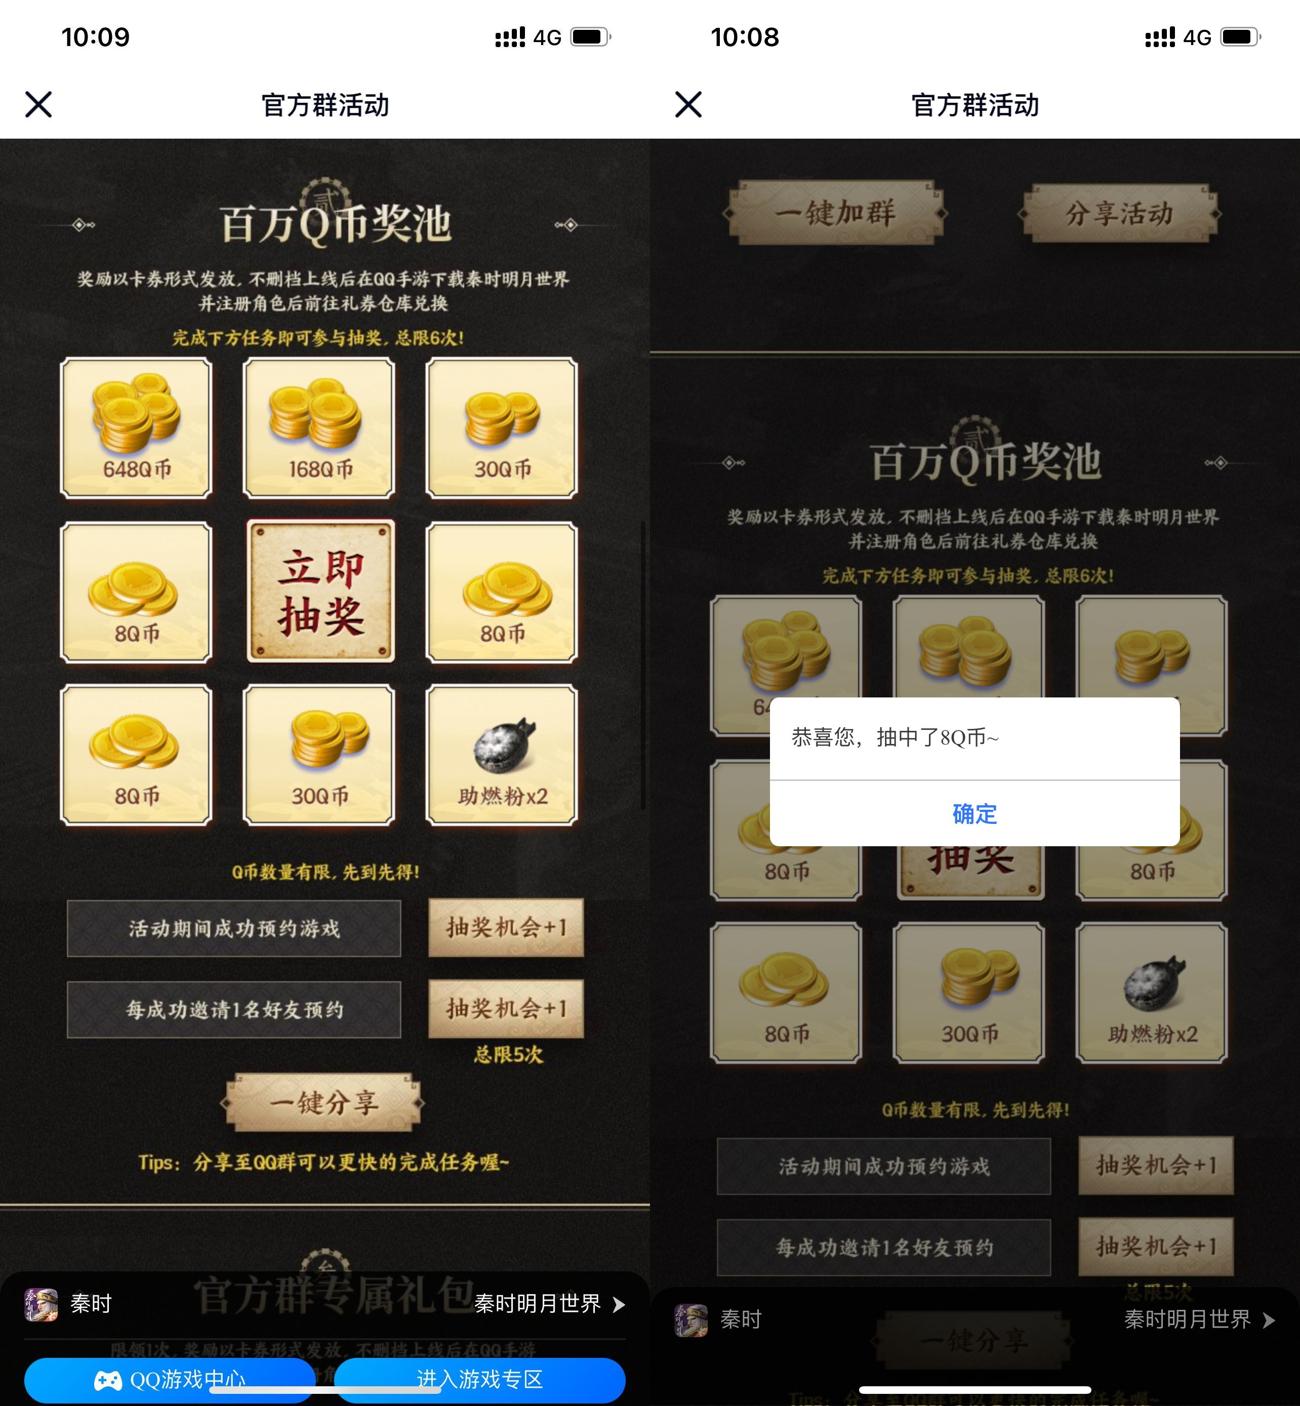 10:09
4G
官方群活动
贰
百万Q币奖池
奖励以卡券形式发放，不删档上线后在QQ手游下载秦时明月世界
并注册角色后前往礼券仓库兑换
完成下方任务即可参与抽奖，总限6次！
648Q币
168Q币
30Q币
8Q币
立即
抽奖
8Q币
8Q币
30Q币
助燃粉x2
Q币数量有限，先到先得！
活动期间成功预约游戏
抽奖机会+1
每成功邀请1名好友预约
抽奖机会+1
总限5次
一键分享
Tips：分享至QQ群可以更快的完成任务喔~
叁
官方群专属礼包
秦时
秦时明月世界
限领1次，奖励以卡券形式发放，不删档上线后在QQ手游
QQ游戏中心
进入游戏专区
10:08
4G
官方群活动
一键加群
分享活动
贰
百万Q币奖池
奖励以卡券形式发放，不删档上线后在QQ手游下载秦时明月世界
并注册角色后前往礼券仓库兑换
完成下方任务即可参与抽奖，总限6次！
恭喜您，抽中了8Q币~
确定
8Q币
抽奖
8Q币
8Q币
30Q币
助燃粉x2
Q币数量有限，先到先得！
活动期间成功预约游戏
抽奖机会+1
每成功邀请1名好友预约
抽奖机会+1
总限5次
秦时
秦时明月世界
一键分享
Tips：分享至QQ群可以更快的完成任务喔~